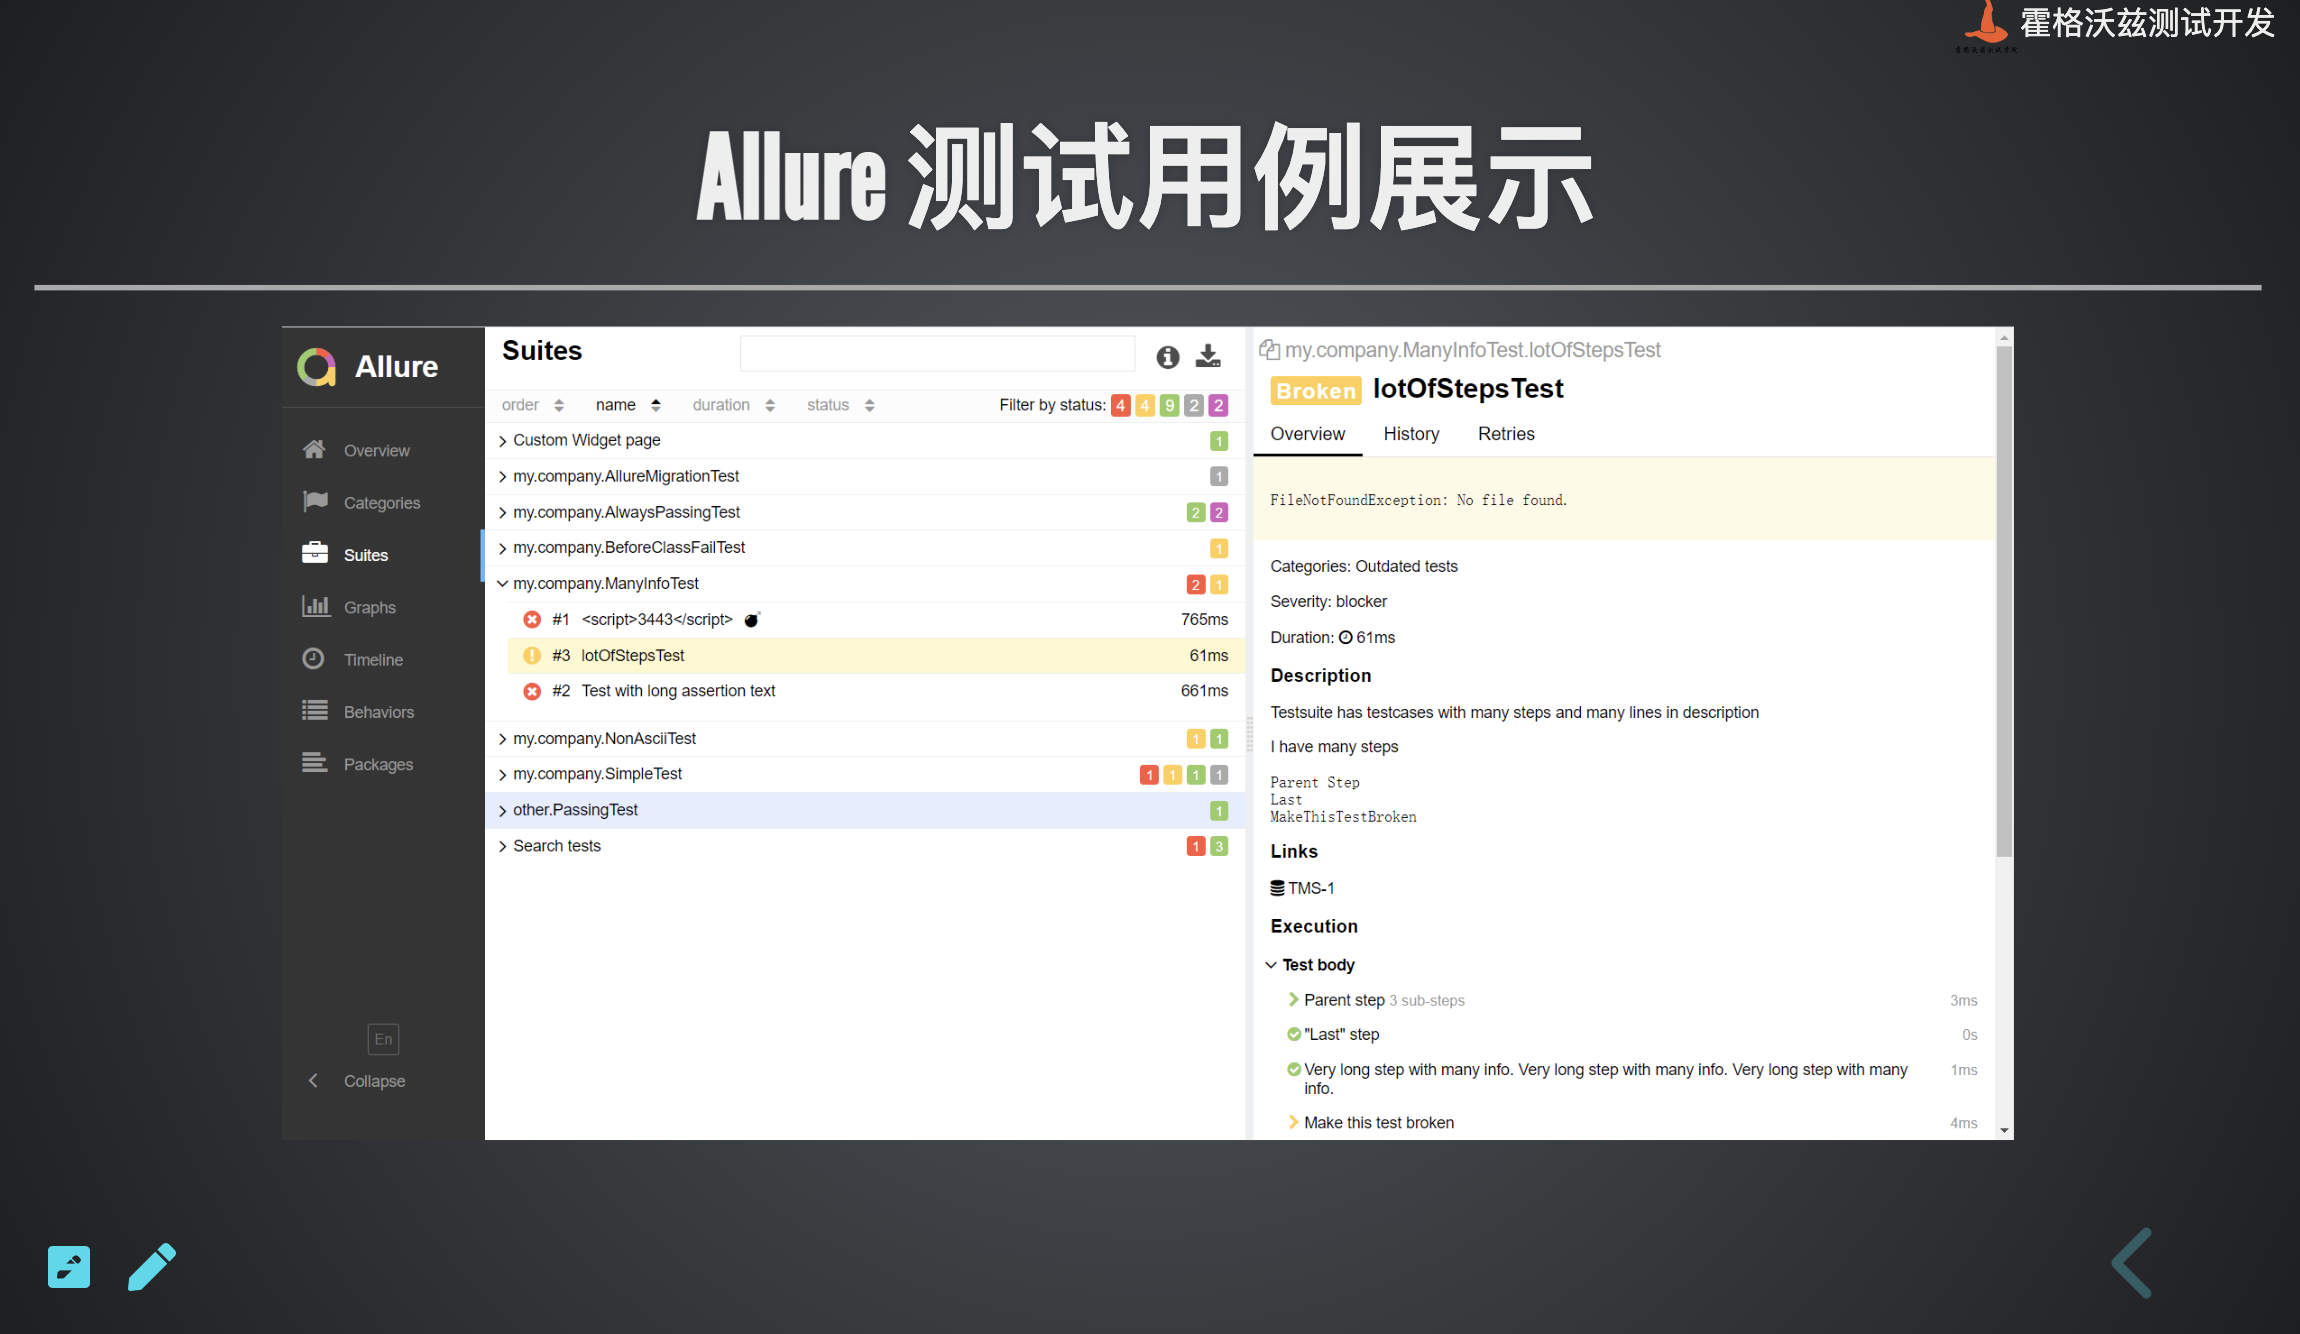 霍格沃兹测试开发
霍格沃兹测试学院
Allure 测试用例展示
Allure
Overview
Categories
Suites
Graphs
Timeline
Behaviors
Packages
En
Collapse
Suites
order name duration status Filter by status: 4 4 9 2 2
Custom Widget page 1
my.company.AllureMigrationTest 1
my.company.AlwaysPassingTest 2 2
my.company.BeforeClassFailTest 1
my.company.ManyInfoTest 2 1
#1 <script>3443</script> 765ms
#3 lotOfStepsTest 61ms
#2 Test with long assertion text 661ms
my.company.NonAsciiTest 1 1
my.company.SimpleTest 1 1 1 1
other.PassingTest 1
Search tests 1 3
my.company.ManyInfoTest.lotOfStepsTest
Broken lotOfStepsTest
Overview History Retries
FileNotFoundException: No file found.
Categories: Outdated tests
Severity: blocker
Duration: 61ms
Description
Testsuite has testcases with many steps and many lines in description
I have many steps
Parent Step
Last
MakeThisTestBroken
Links
TMS-1
Execution
Test body
Parent step 3 sub-steps 3ms
"Last" step 0s
Very long step with many info. Very long step with many info. Very long step with many 1ms
info.
Make this test broken 4ms